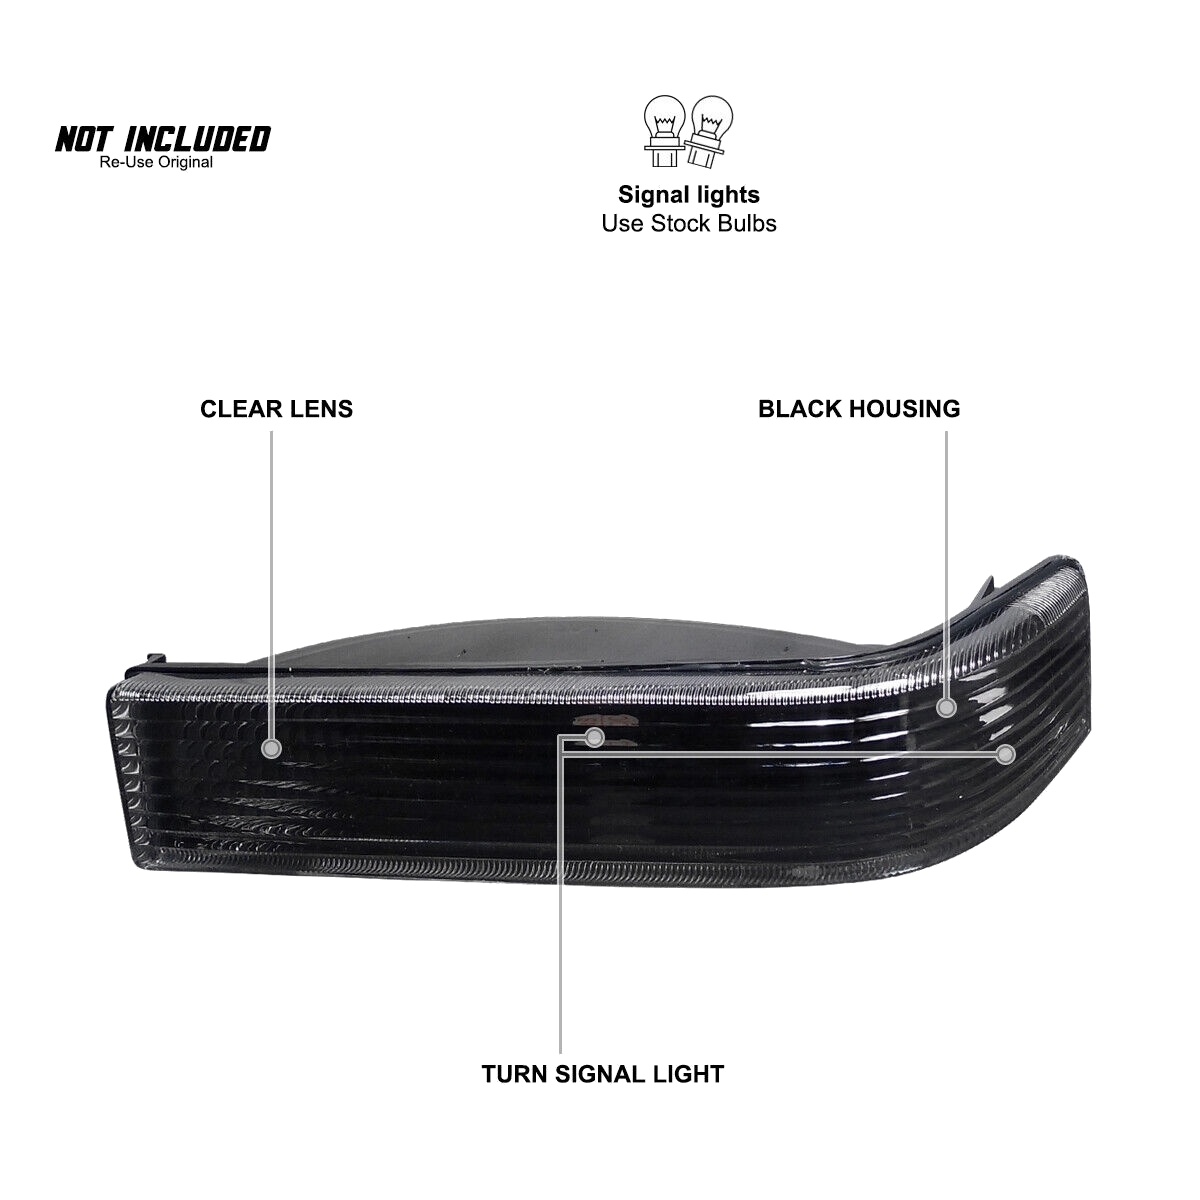 NOT INCLUDED
Re-Use Original
Signal lights
Use Stock Bulbs
CLEAR LENS
BLACK HOUSING
TURN SIGNAL LIGHT